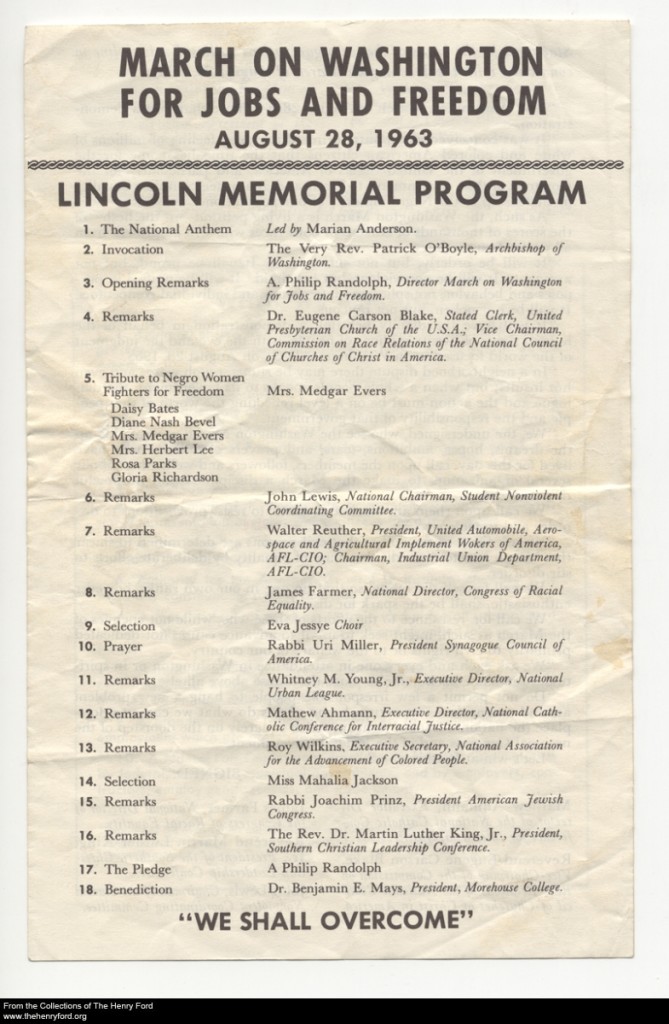 MARCH ON WASHINGTON
FOR JOBS AND FREEDOM
AUGUST 28, 1963
LINCOLN MEMORIAL PROGRAM
1. The National Anthem Led by Marian Anderson.
2. Invocation The Very Rev. Patrick O'Boyle, Archbishop of
Washington.
3. Opening Remarks A. Philip Randolph, Director March on Washington
for Jobs and Freedom.
4. Remarks Dr. Eugene Carson Blake, Stated Clerk, United
Presbyterian Church of the U.S.A.; Vice Chairman,
Commission on Race Relations of the National Council
of Churches of Christ in America.
5. Tribute to Negro Women
Fighters for Freedom Mrs. Medgar Evers
Daisy Bates
Diane Nash Bevel
Mrs. Medgar Evers
Mrs. Herbert Lee
Rosa Parks
Gloria Richardson
6. Remarks John Lewis, National Chairman, Student Nonviolent
Coordinating Committee.
7. Remarks Walter Reuther, President, United Automobile, Aero-
space and Agricultural Implement Wokers of America,
AFL-CIO; Chairman, Industrial Union Department,
AFL-CIO.
8. Remarks James Farmer, National Director, Congress of Racial
Equality.
9. Selection Eva Jessye Choir
10. Prayer Rabbi Uri Miller, President Synagogue Council of
America.
11. Remarks Whitney M. Young, Jr., Executive Director, National
Urban League.
12. Remarks Mathew Ahmann, Executive Director, National Cath-
olic Conference for Interracial Justice.
13. Remarks Roy Wilkins, Executive Secretary, National Association
for the Advancement of Colored People.
14. Selection Miss Mahalia Jackson
15. Remarks Rabbi Joachim Prinz, President American Jewish
Congress.
16. Remarks The Rev. Dr. Martin Luther King, Jr., President,
Southern Christian Leadership Conference.
17. The Pledge A Philip Randolph
18. Benediction Dr. Benjamin E. Mays, President, Morehouse College.
"WE SHALL OVERCOME"
From the Collections of The Henry Ford
www.thehenryford.org